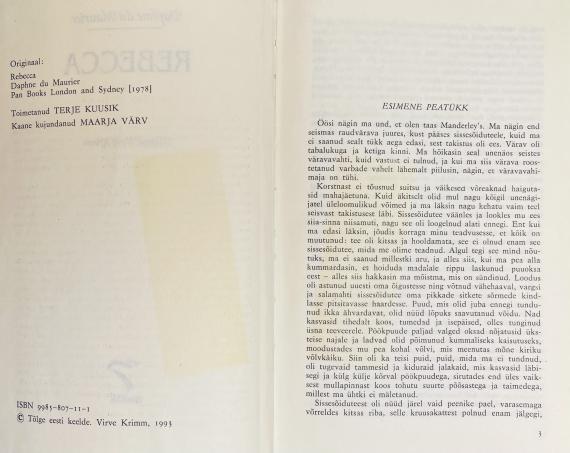 Originaal:
Rebecca
Daphne du Maurier
Pan Books London and Sydney [1978]
Toimetanud TERJE KUUSIK
Kaane kujundanud MAARJA VÄRV
ISBN 9985-807-11-1
© Tõlge eesti keelde. Virve Krimm, 1993
ESIMENE PEATÜKK
Öösi nägin ma und, et olen taas Manderley's. Ma nägin end
seismas raudvärava juures, kust pääses sissesõiduteele, kuid ma
ei saanud sealt tükk aega edasi, sest takistus oli ees. Värav oli
tabalukuga ja ketiga kinni. Ma hõikasin seal unenäos seistes
väravavahti, kuid vastust ei tulnud, ja kui ma siis värava roos-
tetanud varbade vahelt lähemalt piilusin, nägin, et väravavahi-
maja on tühi.
Korstnast ei tõusnud suitsu ja väikesed võreaknad haiguta-
sid mahajäetuna. Kuid äkitselt olid mul nagu kõigil unenägi-
jatel üleloomulikud võimed ja ma läksin nagu kehatu vaim teel
seisvast takistusest läbi. Sissesõidutee väänles ja lookles mu ees
siia-sinna niisamuti, nagu see oli loogelnud alati ennegi. Ent kui
ma edasi läksin, jõudis korraga minu teadvusesse, et kõik on
muutunud: tee oli kitsas ja hooldamata, see ei olnud enam see
sissesõidutee, mida me olime teadnud. Algul tegi see mind nõu-
tuks, ma ei saanud millestki aru, ja alles siis, kui ma pea alla
kummardasin, et hoiduda madalale rippu laskunud puuoksa
eest – alles siis hakkasin ma mõistma, mis on sündinud. Loodus
oli astunud uuesti oma õigustesse ning võtnud vähehaaval, vargsi
ja salamahti sissesõidutee oma pikkade sitkete sõrmede kind-
lasse pitsitavasse haardesse. Puud, mis olid juba ennegi tundu-
nud ikka ähvardavat, olid nüüd lõpuks saavutanud võidu. Nad
kasvasid tihedalt koos, tumedad ja isepäised, olles tunginud
üsna teeveerele. Pöökpuude paljad valged oksad nõjatusid üks-
teise najale ja ladvad olid põimunud kummaliseks kaisutuseks,
moodustades mu pea kohal võlvi, mis meenutas mõne kiriku
võlvkäiku. Siin oli ka teisi puid, puid, mida ma ei tundnud,
oli tugevaid tammesid ja kiduraid jalakaid, mis kasvasid läbi-
segi ja külg külje kõrval pöökpuudega, sirutades end üles vaik-
sest mullapinnast koos tohutu suurte põõsastega ja taimedega,
millest ma ühtki ei mäletanud.
Sissesõiduteest oli nüüd järel vaid peenike pael, varasemaga
võrreldes kitsas riba, selle kruusakattest polnud enam jälgegi,
3